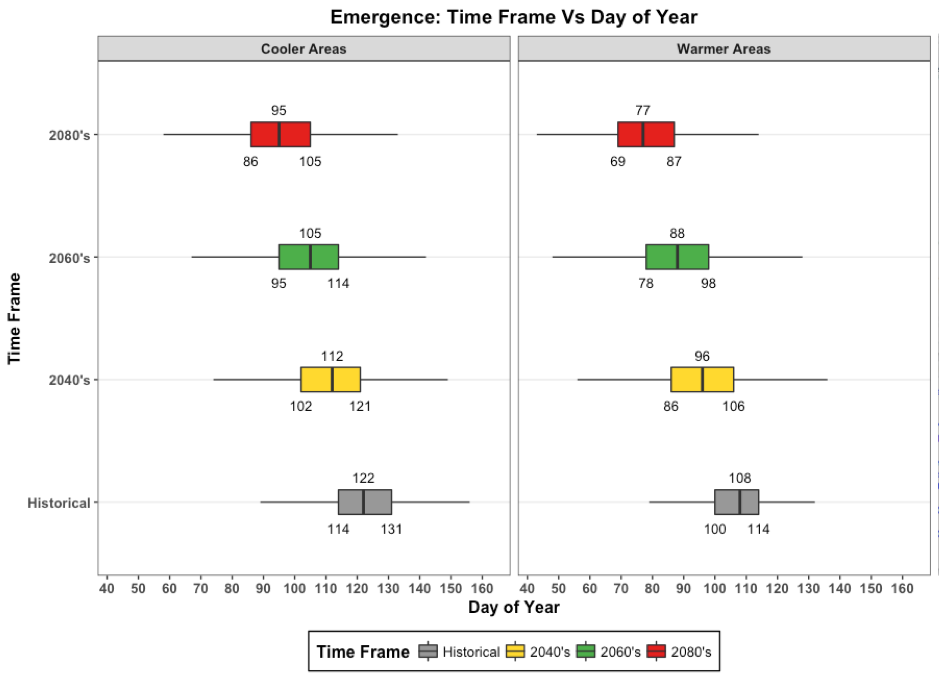 Emergence: Time Frame Vs Day of Year
Cooler Areas
Warmer Areas
Time Frame
2080's
95
86 105
77
69 87
2060's
105
95 114
88
78 98
2040's
112
102 121
96
86 106
Historical
122
114 131
108
100 114
40 50 60 70 80 90 100 110 120 130 140 150 160
40 50 60 70 80 90 100 110 120 130 140 150 160
Day of Year
Time Frame Historical 2040's 2060's 2080's